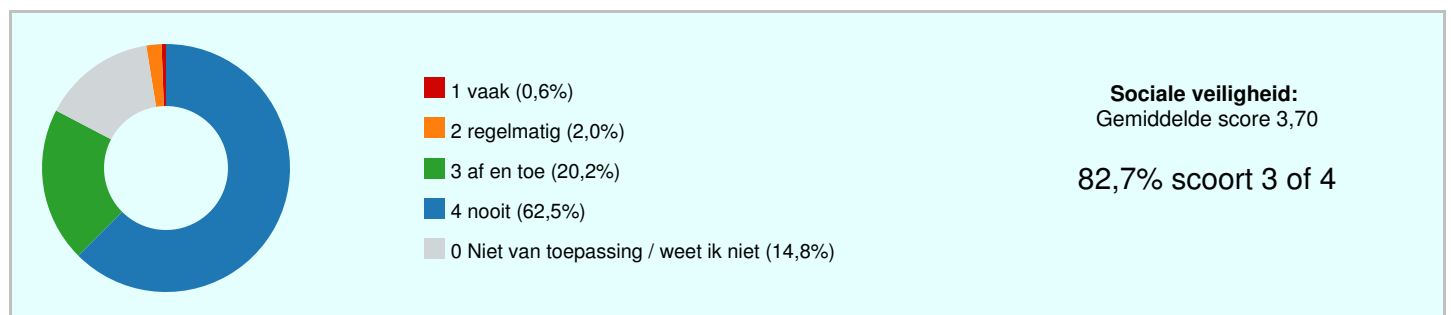 1 vaak (0,6%)
2 regelmatig (2,0%)
3 af en toe (20,2%)
4 nooit (62,5%)
0 Niet van toepassing / weet ik niet (14,8%)
Sociale veiligheid:
Gemiddelde score 3,70
82,7% scoort 3 of 4